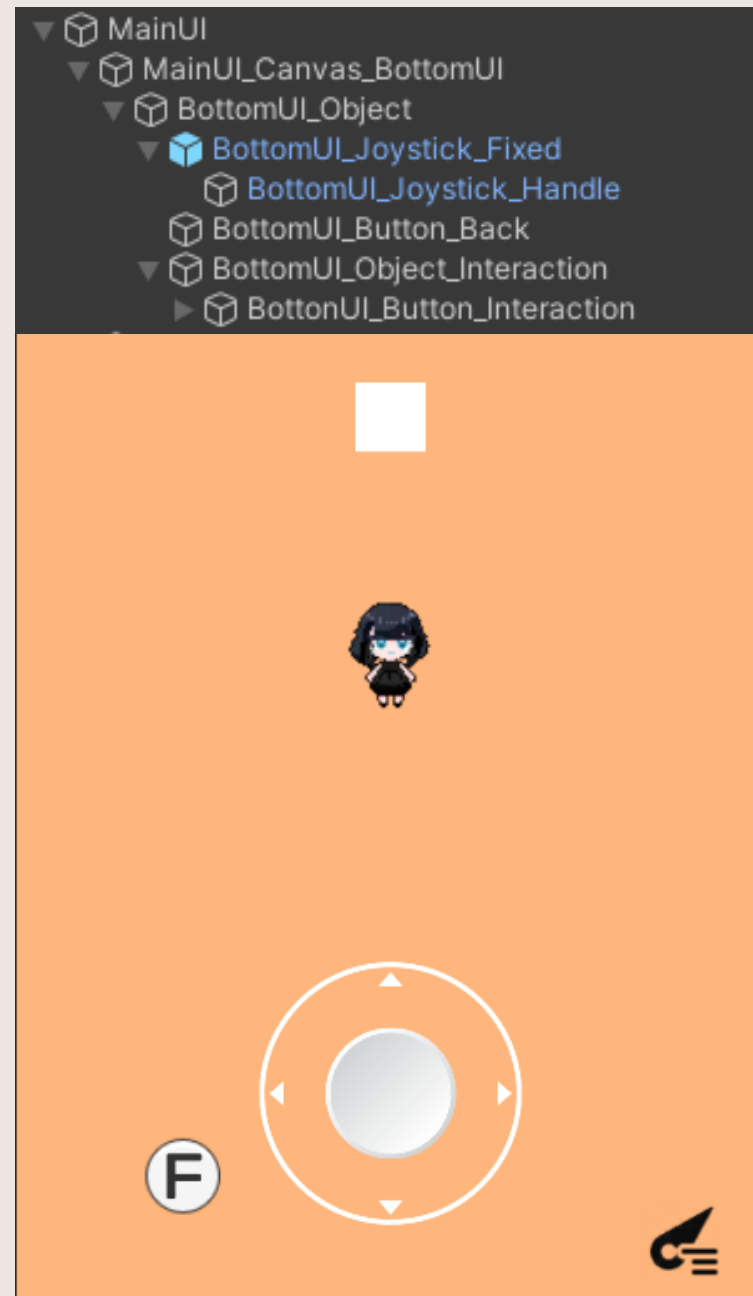 MainUI
MainUI_Canvas_BottomUI
BottomUI_Object
BottomUI_Joystick_Fixed
BottomUI_Joystick_Handle
BottomUI_Button_Back
BottomUI_Object_Interaction
BottonUI_Button_Interaction
F